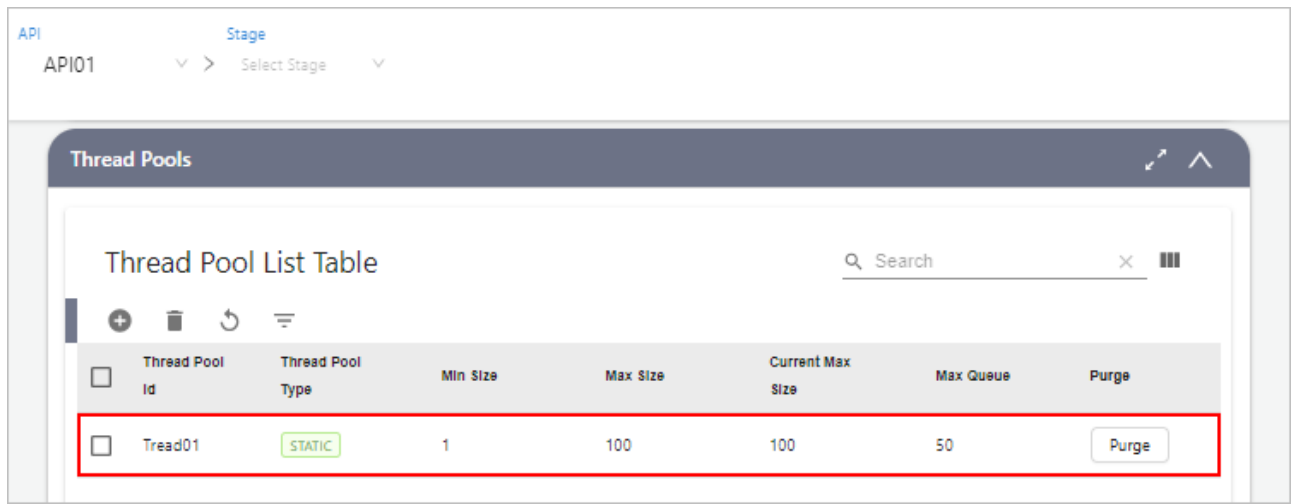 API Stage
API01 > Select Stage
Thread Pools
Thread Pool List Table
Search
Thread Pool Id Thread Pool Type Min Size Max Size Current Max Size Max Queue Purge
Tread01 STATIC 1 100 100 50 Purge